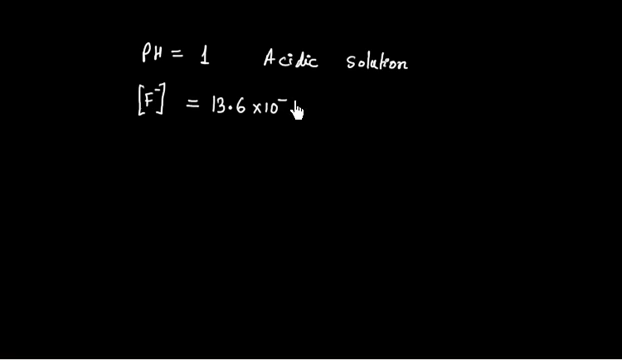 PH = 1 Acidic Solution
[F⁻] = 13.6 × 10⁻